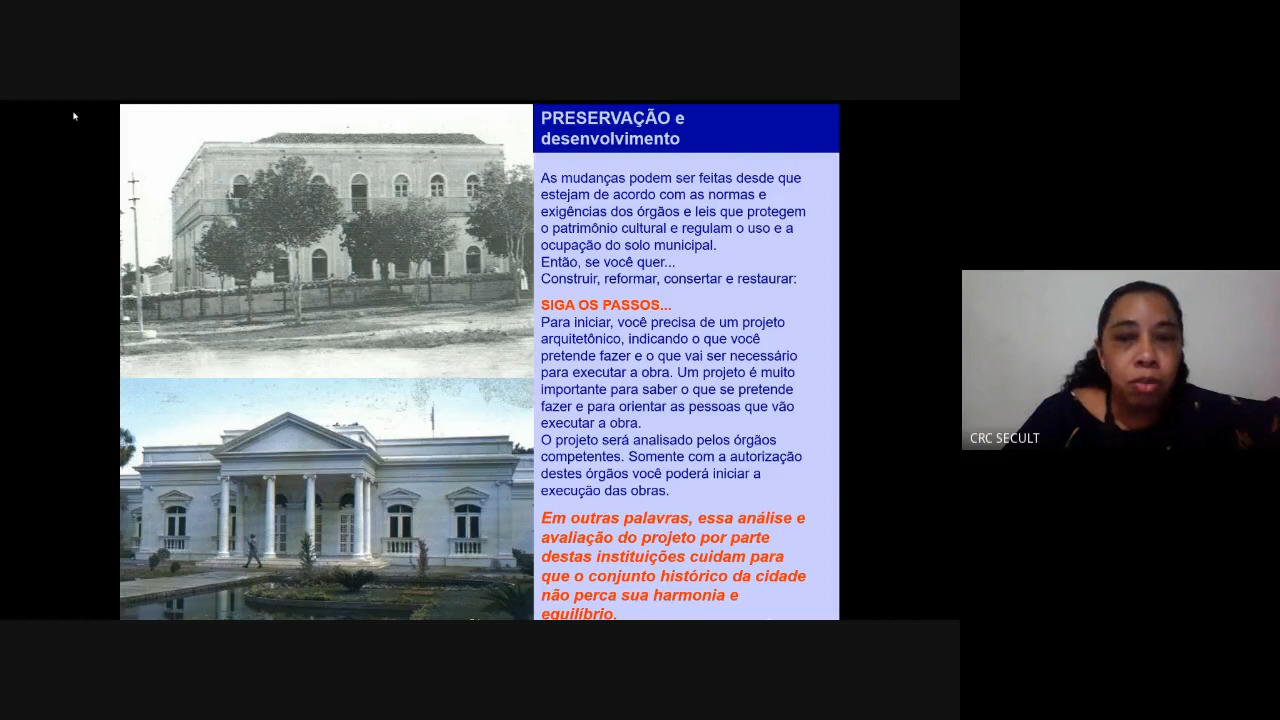 PRESERVAÇÃO e
desenvolvimento
As mudanças podem ser feitas desde que
estejam de acordo com as normas e
exigências dos órgãos e leis que protegem
o patrimônio cultural e regulam o uso e a
ocupação do solo municipal.
Então, se você quer...
Construir, reformar, consertar e restaurar:
SIGA OS PASSOS...
Para iniciar, você precisa de um projeto
arquitetônico, indicando o que você
pretende fazer e o que vai ser necessário
para executar a obra. Um projeto é muito
importante para saber o que se pretende
fazer e para orientar as pessoas que vão
executar a obra.
O projeto será analisado pelos órgãos
competentes. Somente com a autorização
destes órgãos você poderá iniciar a
execução das obras.
Em outras palavras, essa análise e
avaliação do projeto por parte
destas instituições cuidam para
que o conjunto histórico da cidade
não perca sua harmonia e
equilíbrio.
CRC SECULT